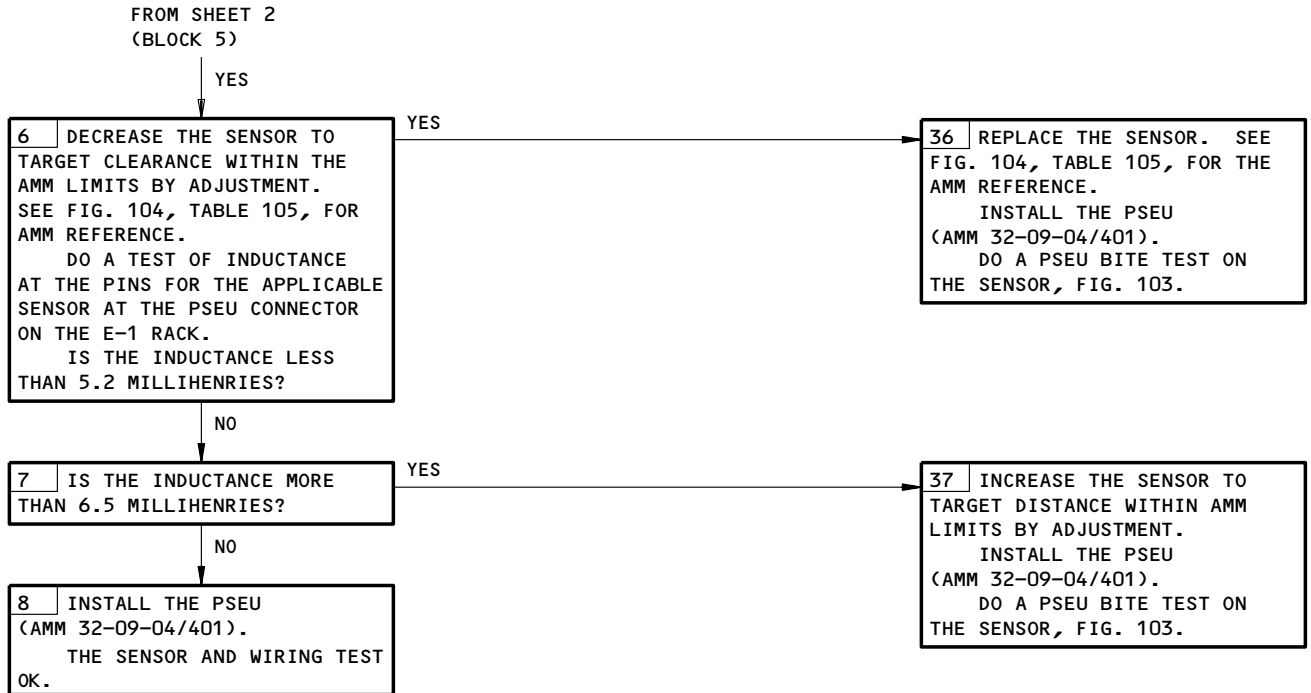 FROM SHEET 2
(BLOCK 5)
YES
6 DECREASE THE SENSOR TO
TARGET CLEARANCE WITHIN THE
AMM LIMITS BY ADJUSTMENT.
SEE FIG. 104, TABLE 105, FOR
AMM REFERENCE.
DO A TEST OF INDUCTANCE
AT THE PINS FOR THE APPLICABLE
SENSOR AT THE PSEU CONNECTOR
ON THE E-1 RACK.
IS THE INDUCTANCE LESS
THAN 5.2 MILLIHENRIES?
YES
36 REPLACE THE SENSOR. SEE
FIG. 104, TABLE 105, FOR THE
AMM REFERENCE.
INSTALL THE PSEU
(AMM 32-09-04/401).
DO A PSEU BITE TEST ON
THE SENSOR, FIG. 103.
NO
7 IS THE INDUCTANCE MORE
THAN 6.5 MILLIHENRIES?
YES
37 INCREASE THE SENSOR TO
TARGET DISTANCE WITHIN AMM
LIMITS BY ADJUSTMENT.
INSTALL THE PSEU
(AMM 32-09-04/401).
DO A PSEU BITE TEST ON
THE SENSOR, FIG. 103.
NO
8 INSTALL THE PSEU
(AMM 32-09-04/401).
THE SENSOR AND WIRING TEST
OK.